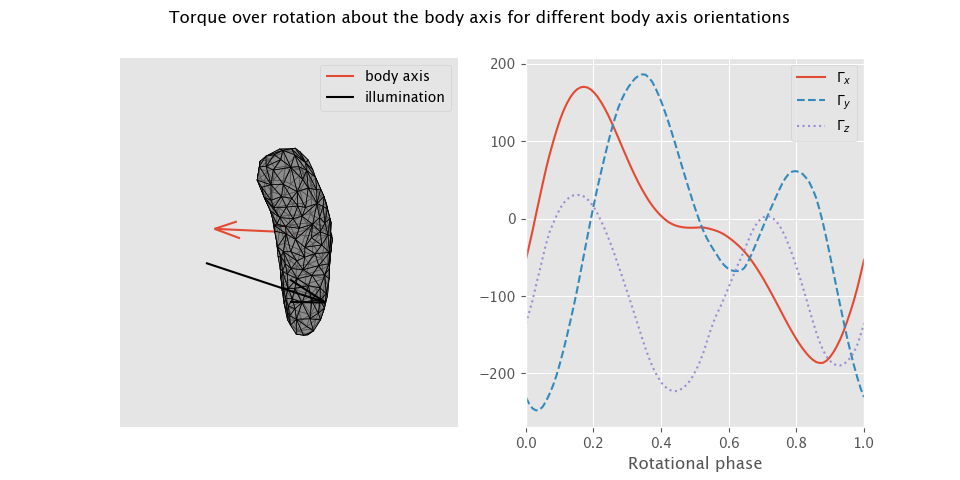 Torque over rotation about the body axis for different body axis orientations
body axis
illumination
Γx
Γy
Γz
200
100
0
−100
−200
0.0 0.2 0.4 0.6 0.8 1.0
Rotational phase